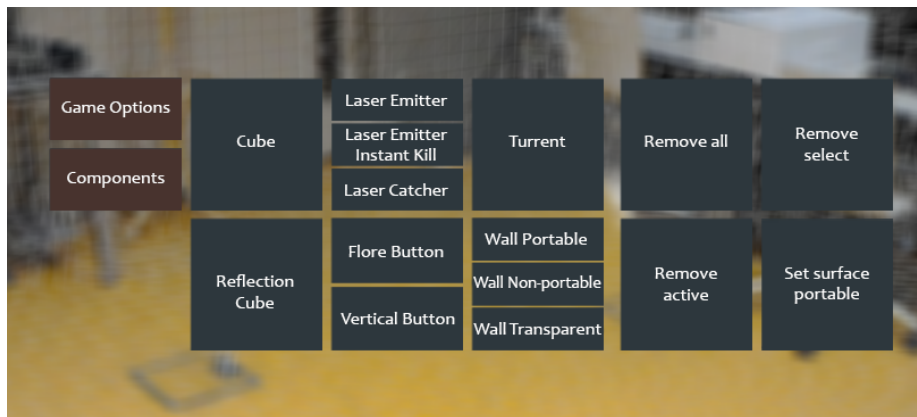 Game Options
Components
Cube
Reflection
Cube
Laser Emitter
Laser Emitter
Instant Kill
Laser Catcher
Flore Button
Vertical Button
Turrent
Wall Portable
Wall Non-portable
Wall Transparent
Remove all
Remove
select
Remove
active
Set surface
portable